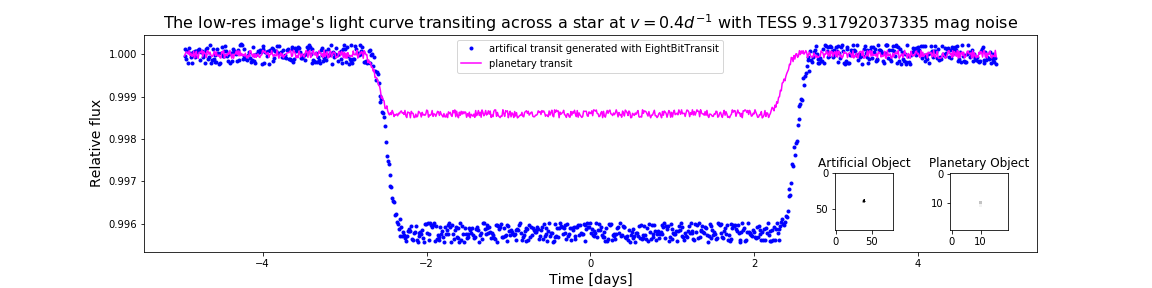 The low-res image's light curve transiting across a star at v = 0.4d⁻¹ with TESS 9.31792037335 mag noise
artifical transit generated with EightBitTransit
planetary transit
Relative flux
1.000
0.999
0.998
0.997
0.996
Artificial Object
0
50
0 50
Planetary Object
0
10
0 10
−4 −2 0 2 4
Time [days]